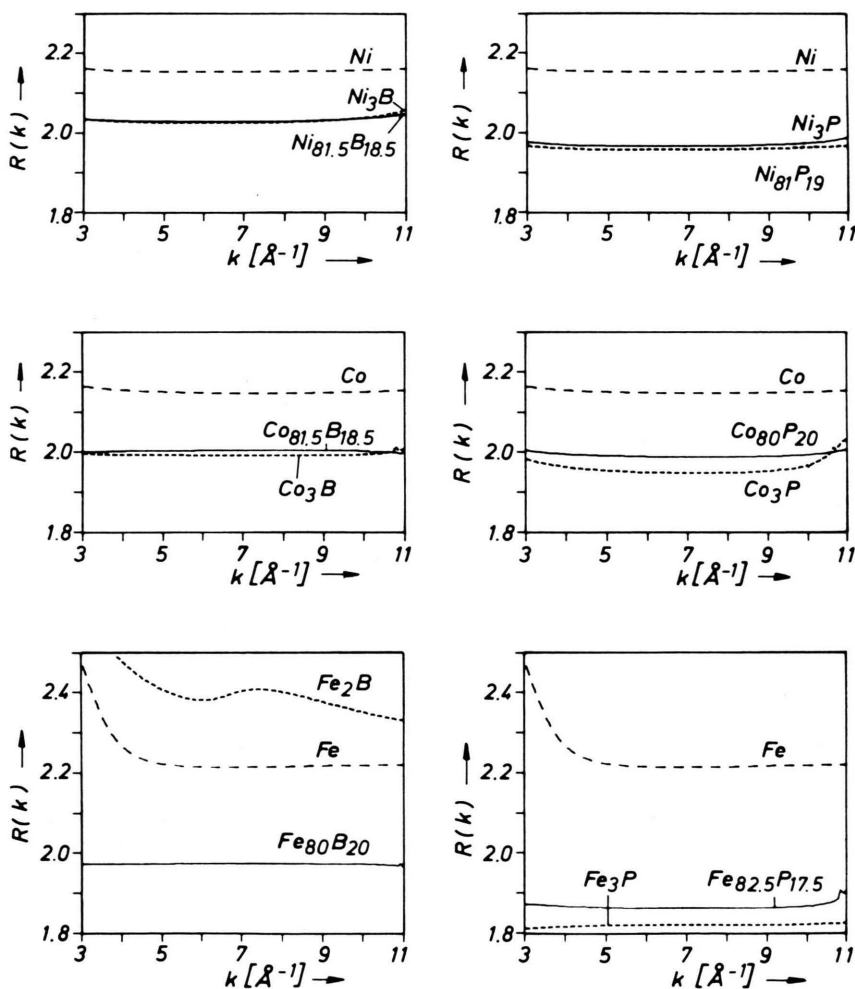 2.2
2.0
1.8
R(k)
Ni
Ni3B
Ni81.5B18.5
3 5 7 9 11
k [Å-1]
2.2
2.0
1.8
R(k)
Ni
Ni3P
Ni81P19
3 5 7 9 11
k [Å-1]
2.2
2.0
1.8
R(k)
Co
Co81.5B18.5
Co3B
3 5 7 9 11
k [Å-1]
2.2
2.0
1.8
R(k)
Co
Co80P20
Co3P
3 5 7 9 11
k [Å-1]
2.4
2.2
2.0
1.8
R(k)
Fe2B
Fe
Fe80B20
3 5 7 9 11
k [Å-1]
2.4
2.2
2.0
1.8
R(k)
Fe
Fe3P
Fe82.5P17.5
3 5 7 9 11
k [Å-1]